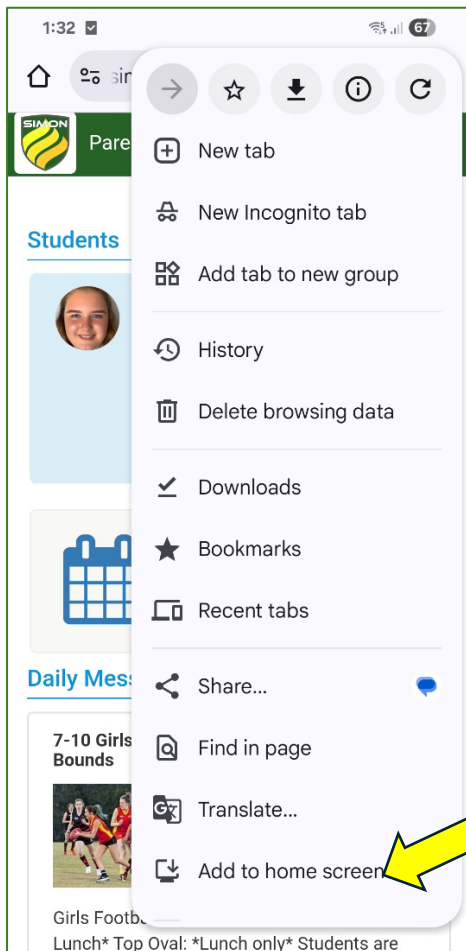 1:32 67
sir
SIMON
Pare
New tab
New Incognito tab
Students
Add tab to new group
History
Delete browsing data
Downloads
Bookmarks
Recent tabs
Daily Mess
Share...
7-10 Girls
Bounds
Find in page
Translate...
Add to home screen
Girls Footb
Lunch* Top Oval: *Lunch only* Students are